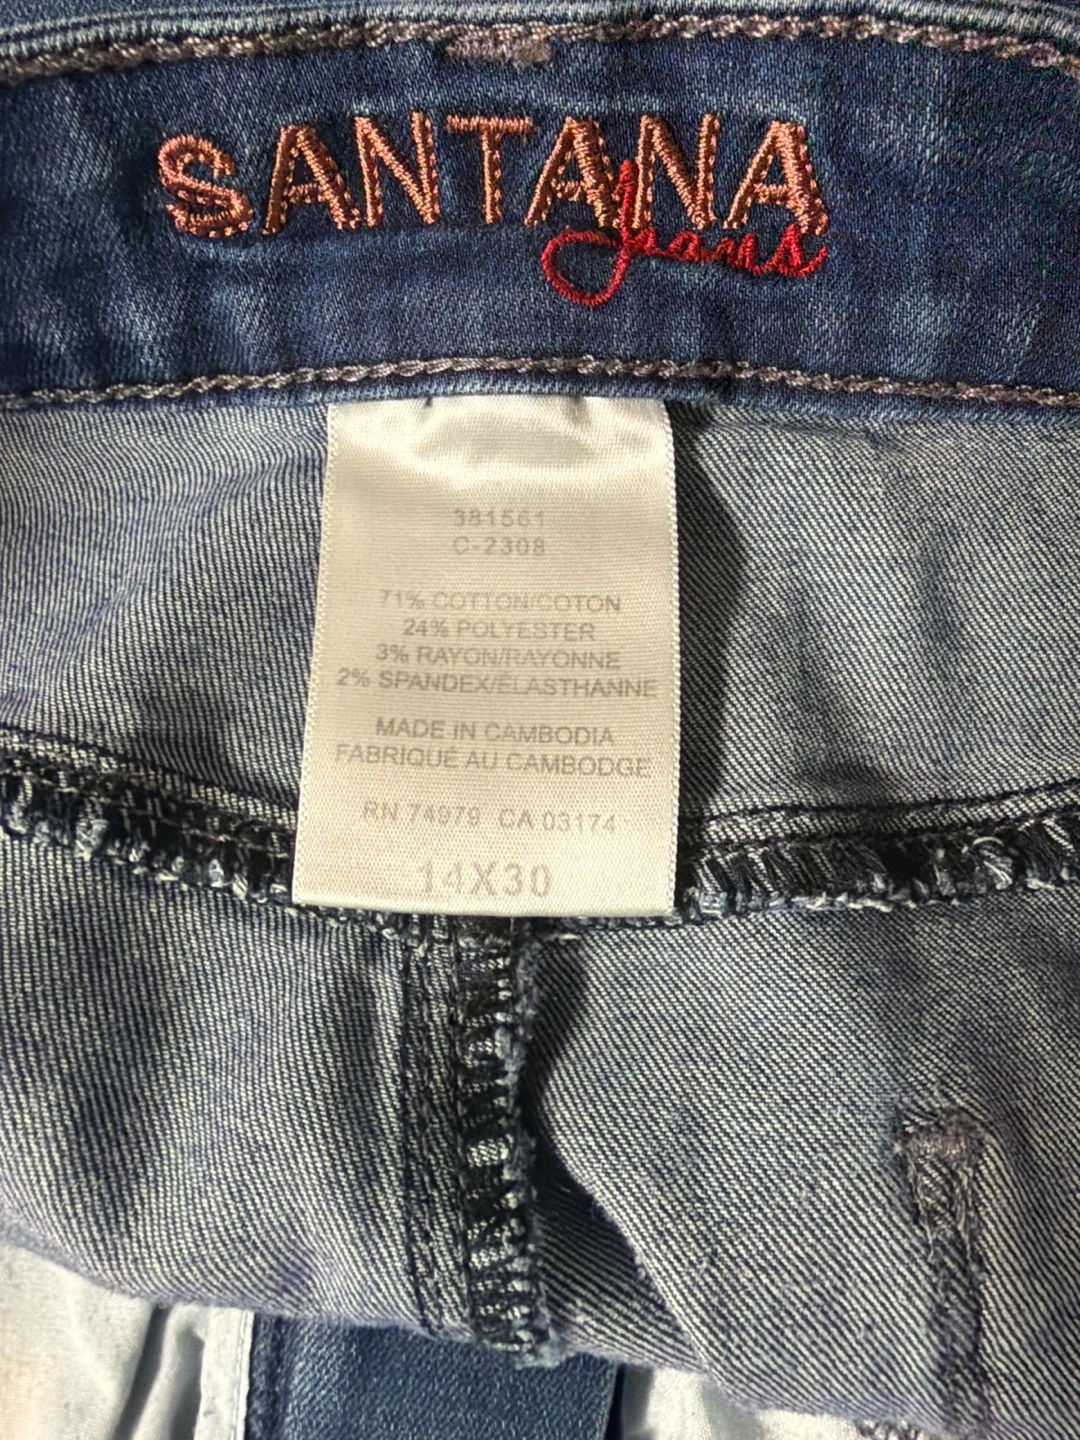 SANTANA
jeans
381561
C-2308
71% COTTON/COTON
24% POLYESTER
3% RAYON/RAYONNE
2% SPANDEX/ÉLASTHANNE
MADE IN CAMBODIA
FABRIQUÉ AU CAMBODGE
RN 74979 CA 03174
14X30